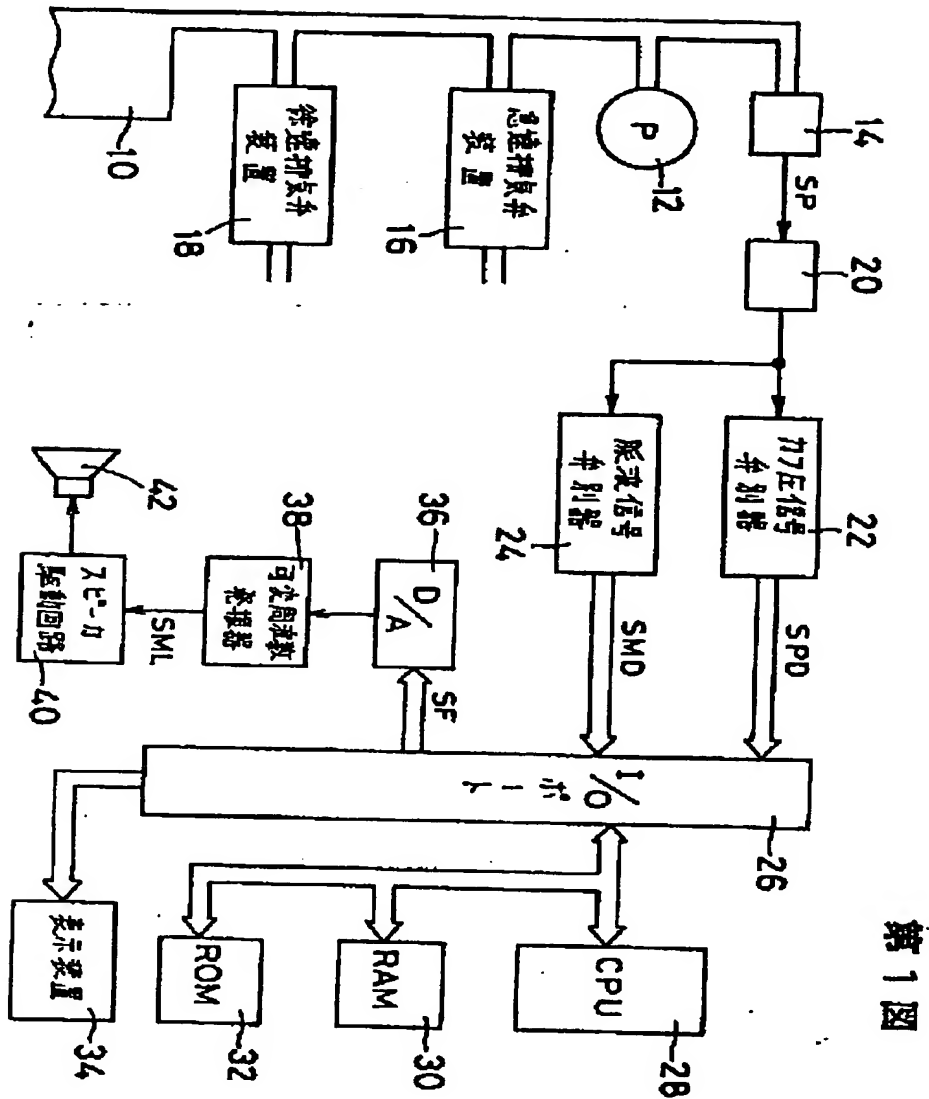 第1図
14
SP
20
P
12
急速排気弁
装置
16
徐速排気弁
装置
18
10
カフ圧信号
弁別器
22
脈波信号
弁別器
24
SPD
SMD
D/A
36
SF
可変周波数
発振器
38
SML
スピーカ
駆動回路
40
42
I/O
ポート
26
CPU
28
RAM
30
ROM
32
表示装置
34